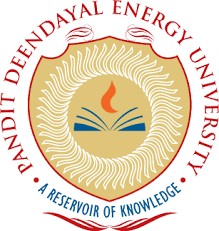 PANDIT DEENDAYAL ENERGY UNIVERSITY
• A RESERVOIR OF KNOWLEDGE •